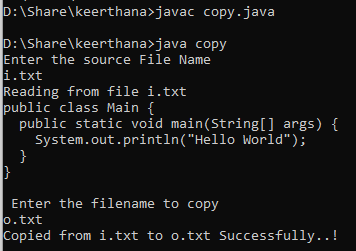 D:\Share\keerthana>javac copy.java
D:\Share\keerthana>java copy
Enter the source File Name
i.txt
Reading from file i.txt
public class Main {
  public static void main(String[] args) {
    System.out.println("Hello World");
  }
}
 Enter the filename to copy
o.txt
Copied from i.txt to o.txt Successfully..!